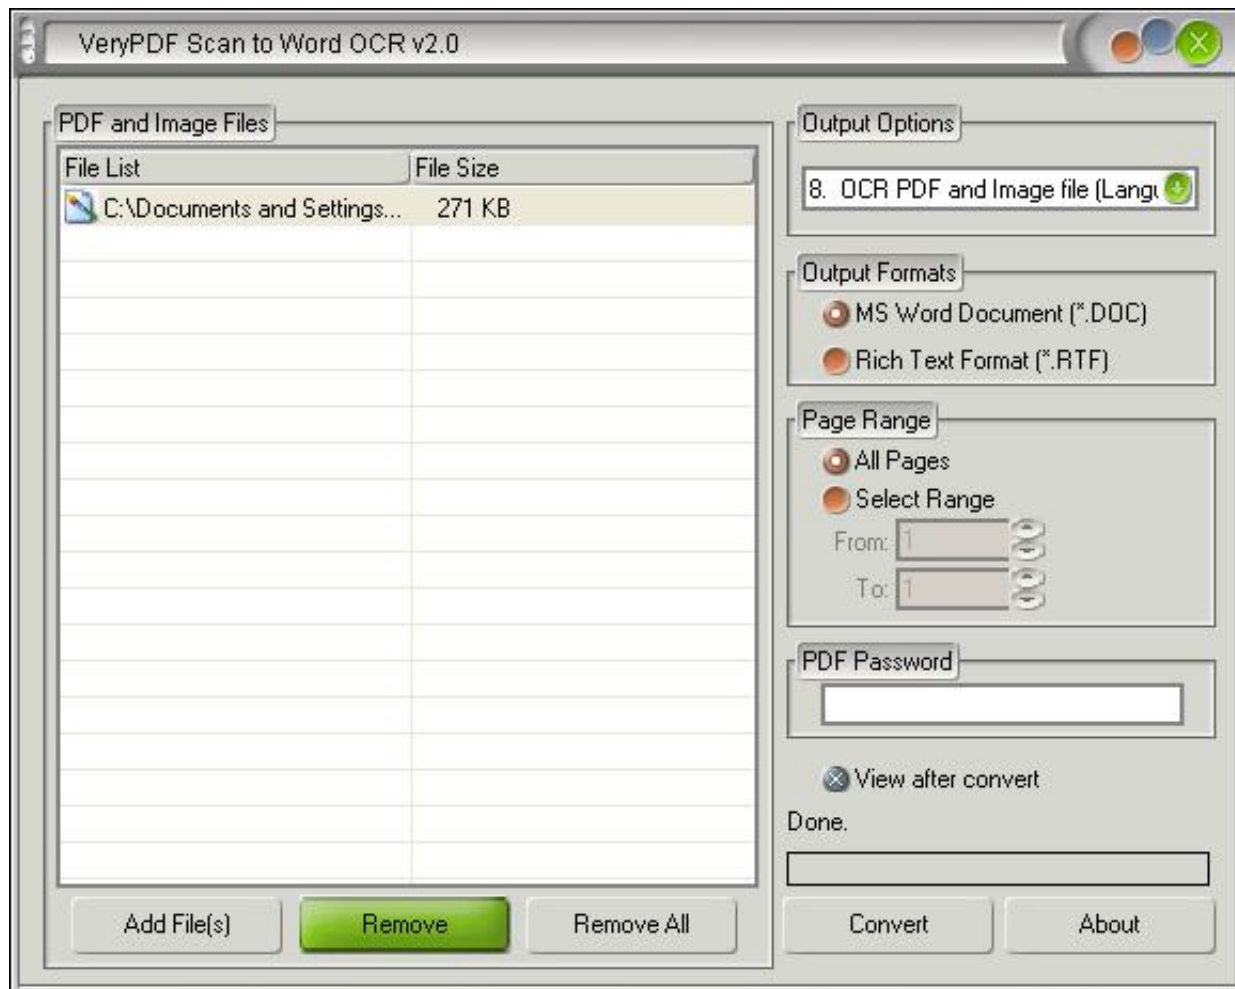 VeryPDF Scan to Word OCR v2.0
PDF and Image Files
File List File Size
C:\Documents and Settings... 271 KB
Add File(s) Remove Remove All
Output Options
8. OCR PDF and Image file (Langu
Output Formats
MS Word Document (*.DOC)
Rich Text Format (*.RTF)
Page Range
All Pages
Select Range
From: 1
To: 1
PDF Password
View after convert
Done.
Convert About